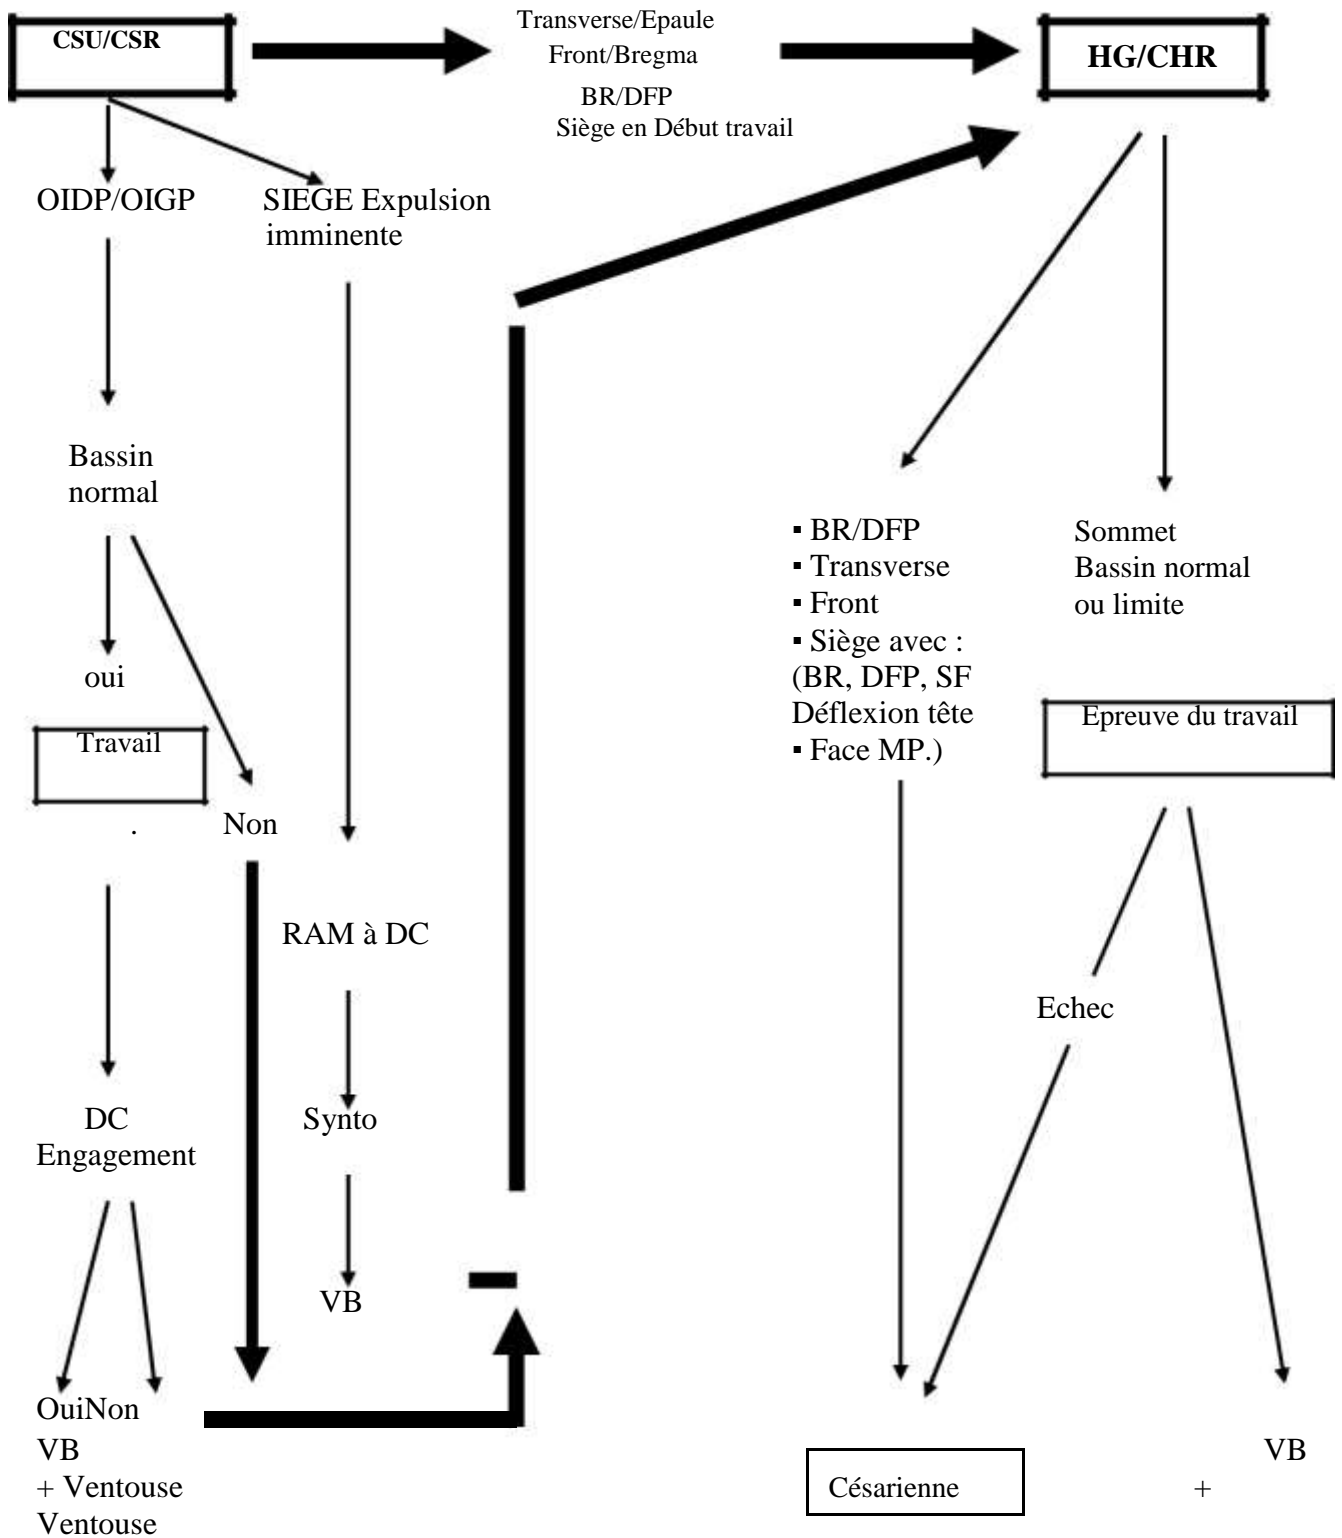 CSU/CSR
Transverse/Epaule
Front/Bregma
BR/DFP
Siège en Début travail
HG/CHR
OIDP/OIGP
SIEGE Expulsion
imminente
Bassin
normal
oui
Travail
.
Non
RAM à DC
Synto
VB
DC
Engagement
OuiNon
VB
+ Ventouse
Ventouse
▪ BR/DFP
▪ Transverse
▪ Front
▪ Siège avec :
(BR, DFP, SF
Déflexion tête
▪ Face MP.)
Sommet
Bassin normal
ou limite
Epreuve du travail
Echec
Césarienne
VB
+